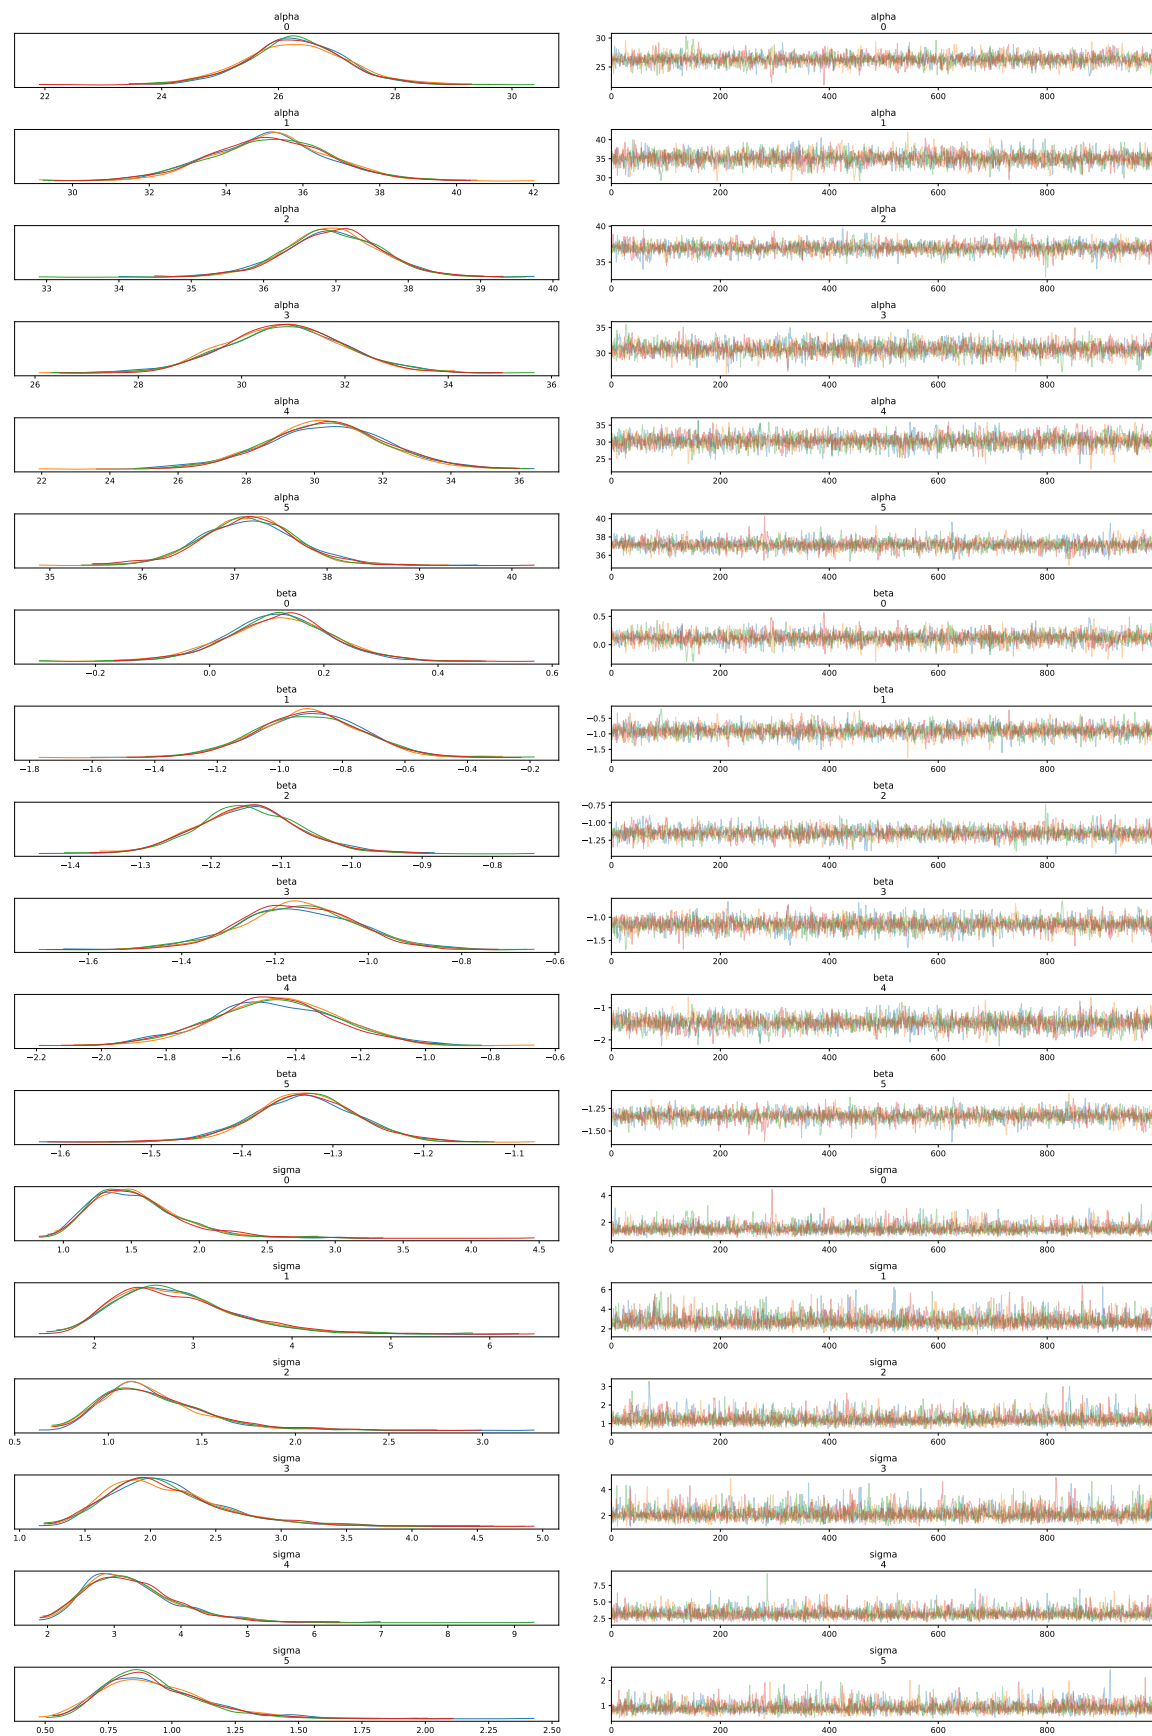 alpha
0
alpha
0
30
25
22 24 26 28 30
0 200 400 600 800
alpha
1
alpha
1
40
35
30
30 32 34 36 38 40 42
0 200 400 600 800
alpha
2
alpha
2
40
35
33 34 35 36 37 38 39 40
0 200 400 600 800
alpha
3
alpha
3
35
30
26 28 30 32 34 36
0 200 400 600 800
alpha
4
alpha
4
35
30
25
22 24 26 28 30 32 34 36
0 200 400 600 800
alpha
5
alpha
5
40
38
36
35 36 37 38 39 40
0 200 400 600 800
beta
0
beta
0
0.5
0.0
−0.2 0.0 0.2 0.4 0.6
0 200 400 600 800
beta
1
beta
1
−0.5
−1.0
−1.5
−1.8 −1.6 −1.4 −1.2 −1.0 −0.8 −0.6 −0.4 −0.2
0 200 400 600 800
beta
2
beta
2
−0.75
−1.00
−1.25
−1.4 −1.3 −1.2 −1.1 −1.0 −0.9 −0.8
0 200 400 600 800
beta
3
beta
3
−1.0
−1.5
−1.6 −1.4 −1.2 −1.0 −0.8 −0.6
0 200 400 600 800
beta
4
beta
4
−1
−2
−2.2 −2.0 −1.8 −1.6 −1.4 −1.2 −1.0 −0.8 −0.6
0 200 400 600 800
beta
5
beta
5
−1.25
−1.50
−1.6 −1.5 −1.4 −1.3 −1.2 −1.1
0 200 400 600 800
sigma
0
sigma
0
4
2
1.0 1.5 2.0 2.5 3.0 3.5 4.0 4.5
0 200 400 600 800
sigma
1
sigma
1
6
4
2
2 3 4 5 6
0 200 400 600 800
sigma
2
sigma
2
3
2
1
0.5 1.0 1.5 2.0 2.5 3.0
0 200 400 600 800
sigma
3
sigma
3
4
2
1.0 1.5 2.0 2.5 3.0 3.5 4.0 4.5 5.0
0 200 400 600 800
sigma
4
sigma
4
7.5
5.0
2.5
2 3 4 5 6 7 8 9
0 200 400 600 800
sigma
5
sigma
5
2
1
0.50 0.75 1.00 1.25 1.50 1.75 2.00 2.25 2.50
0 200 400 600 800